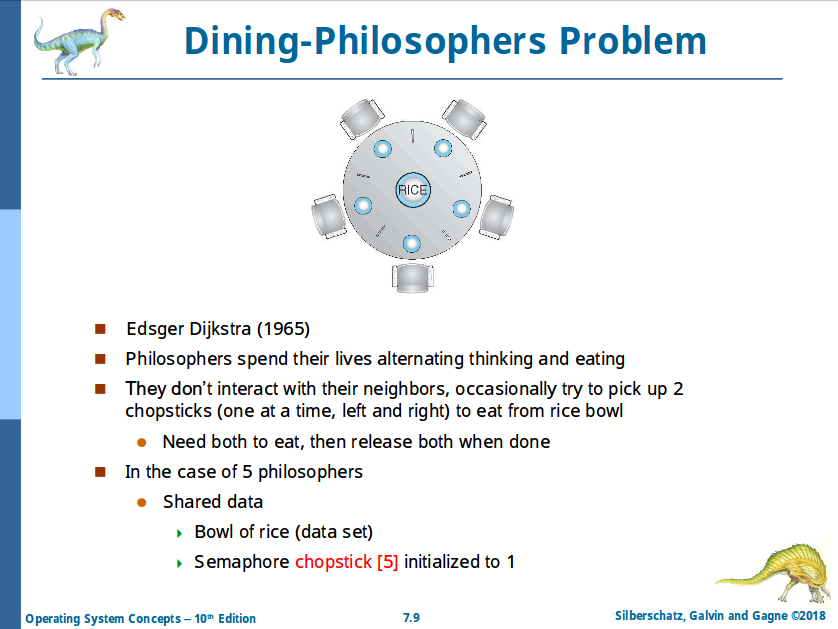 Dining-Philosophers Problem
RICE
Edsger Dijkstra (1965)
Philosophers spend their lives alternating thinking and eating
They don’t interact with their neighbors, occasionally try to pick up 2
chopsticks (one at a time, left and right) to eat from rice bowl
Need both to eat, then release both when done
In the case of 5 philosophers
Shared data
Bowl of rice (data set)
Semaphore chopstick [5] initialized to 1
Operating System Concepts – 10th Edition
7.9
Silberschatz, Galvin and Gagne ©2018